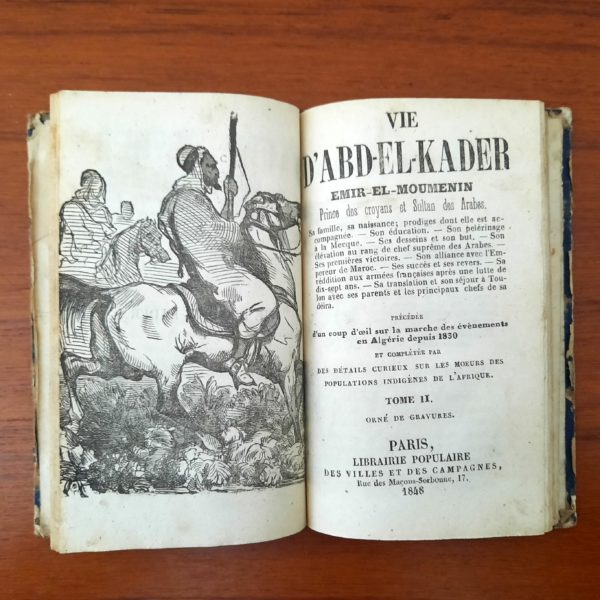 VIE
D'ABD-EL-KADER
EMIR-EL-MOUMENIN
Prince des croyans et Sultan des Arabes.
Sa famille, sa naissance; prodiges dont elle est ac-
compagnée. — Son éducation. — Son pelérinage
à la Mecque. — Ses desseins et son but. — Son
élévation au rang de chef suprême des Arabes. —
Ses premières victoires. — Son alliance avec l'Em-
pereur de Maroc. — Ses succès et ses revers. — Sa
réddition aux armées françaises après une lutte de
dix-sept ans. — Sa translation et son séjour à Tou-
lon avec ses parents et les principaux chefs de sa
déira.
PRÉCÉDÉE
d'un coup d'œil sur la marche des évènements
en Algérie depuis 1830
ET COMPLÉTÉE PAR
DES DÉTAILS CURIEUX SUR LES MŒURS DES
POPULATIONS INDIGÈNES DE L'AFRIQUE.
TOME II.
ORNÉ DE GRAVURES.
PARIS,
LIBRAIRIE POPULAIRE
DES VILLES ET DES CAMPAGNES,
Rue des Maçons-Sorbonne, 17.
1848